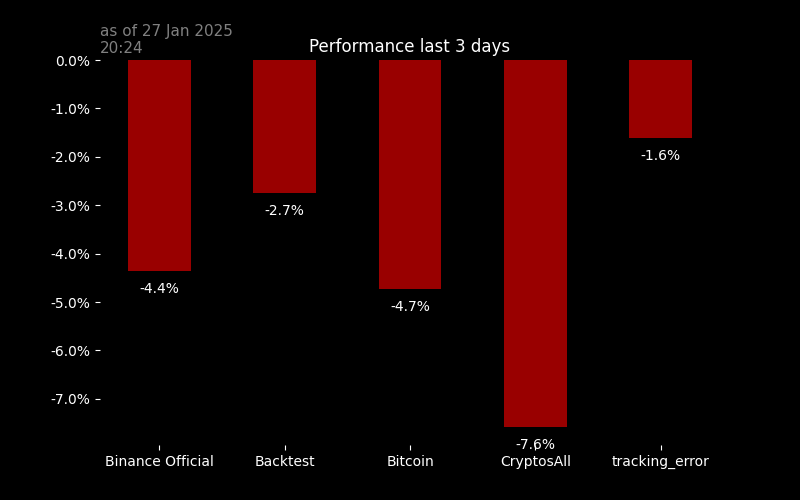 as of 27 Jan 2025
20:24
Performance last 3 days
0.0%
-1.0%
-2.0%
-3.0%
-4.0%
-5.0%
-6.0%
-7.0%
-4.4%
-2.7%
-4.7%
-7.6%
-1.6%
Binance Official
Backtest
Bitcoin
CryptosAll
tracking_error